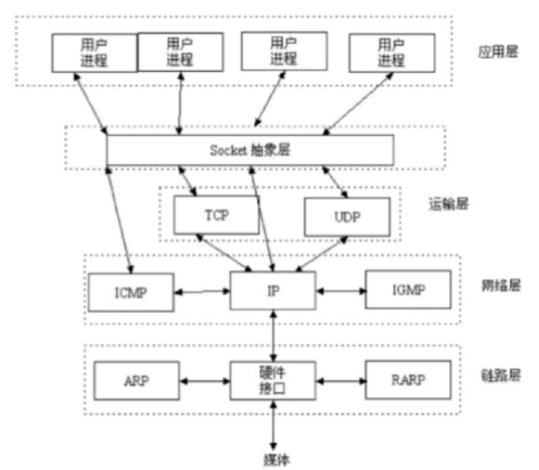 用户 用户 用户 用户
进程 进程 进程 进程
应用层
Socket 抽象层
运输层
TCP UDP
ICMP IP IGMP
网络层
ARP 硬件 RARP
接口
链路层
媒体